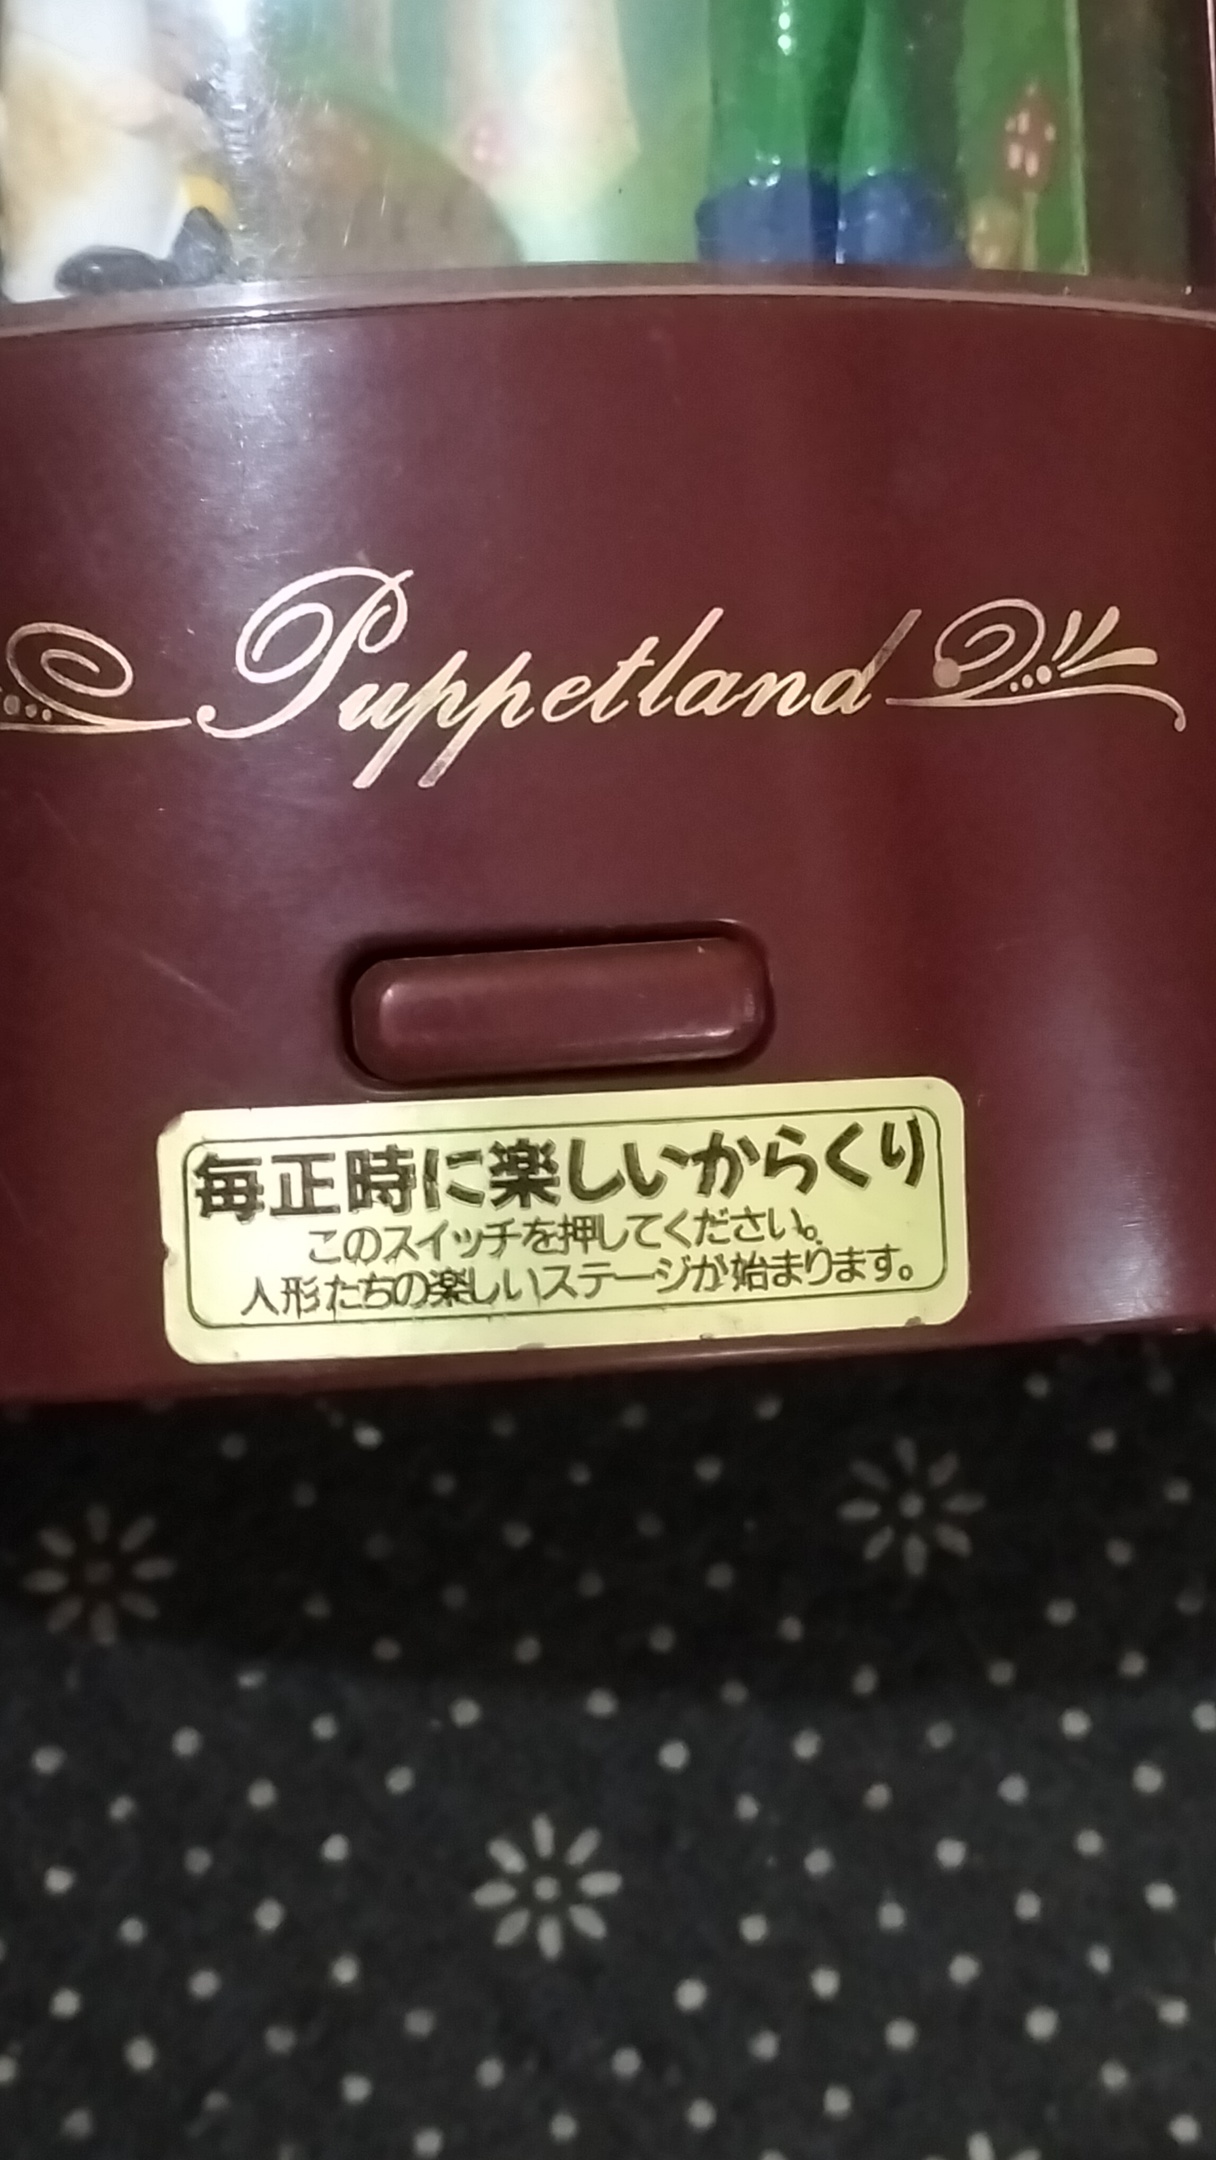 Puppetland
毎正時に楽しいからくり
このスイッチを押してください。
人形たちの楽しいステージが始まります。